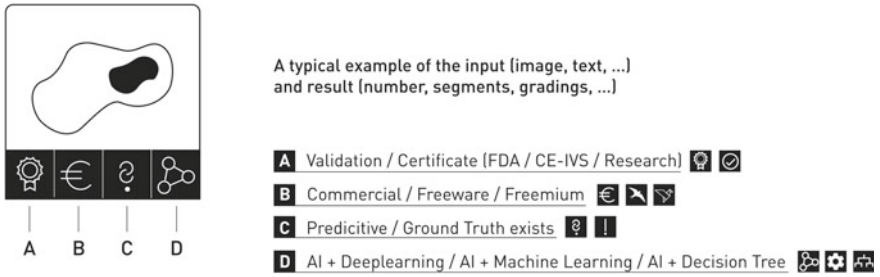 A typical example of the input (image, text, ...)
and result (number, segments, gradings, ...)
A Validation / Certificate (FDA / CE-IVS / Research)
B Commercial / Freeware / Freemium €
C Predicitive / Ground Truth exists ? !
D AI + Deeplearning / AI + Machine Learning / AI + Decision Tree
€ ?
A B C D